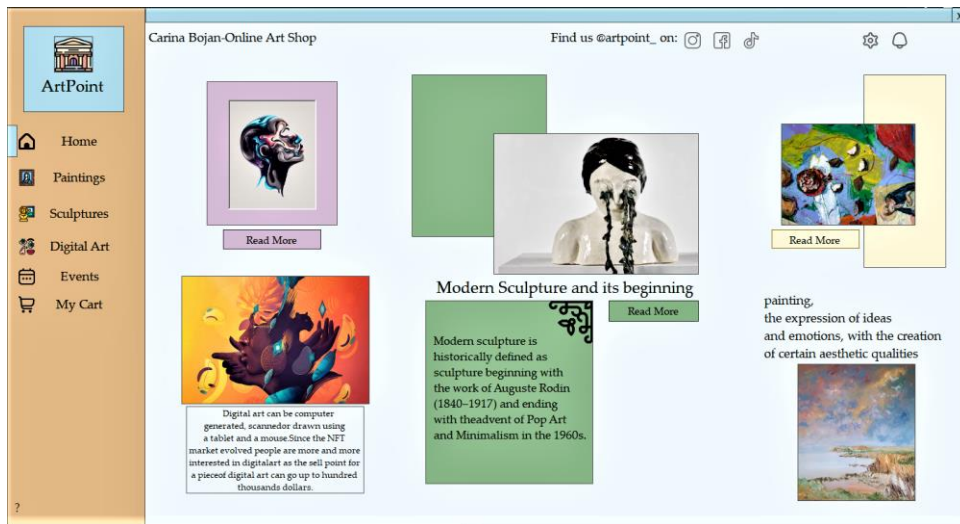 x
Carina Bojan-Online Art Shop
Find us @artpoint_ on:
ArtPoint
Home
Paintings
Sculptures
Digital Art
Events
My Cart
?
Read More
Digital art can be computer
generated, scannedor drawn using
a tablet and a mouse.Since the NFT
market evolved people are more and more
interested in digitalart as the sell point for
a pieceof digital art can go up to hundred
thousands dollars.
Modern Sculpture and its beginning
Read More
Modern sculpture is
historically defined as
sculpture beginning with
the work of Auguste Rodin
(1840–1917) and ending
with theadvent of Pop Art
and Minimalism in the 1960s.
Read More
painting,
the expression of ideas
and emotions, with the creation
of certain aesthetic qualities